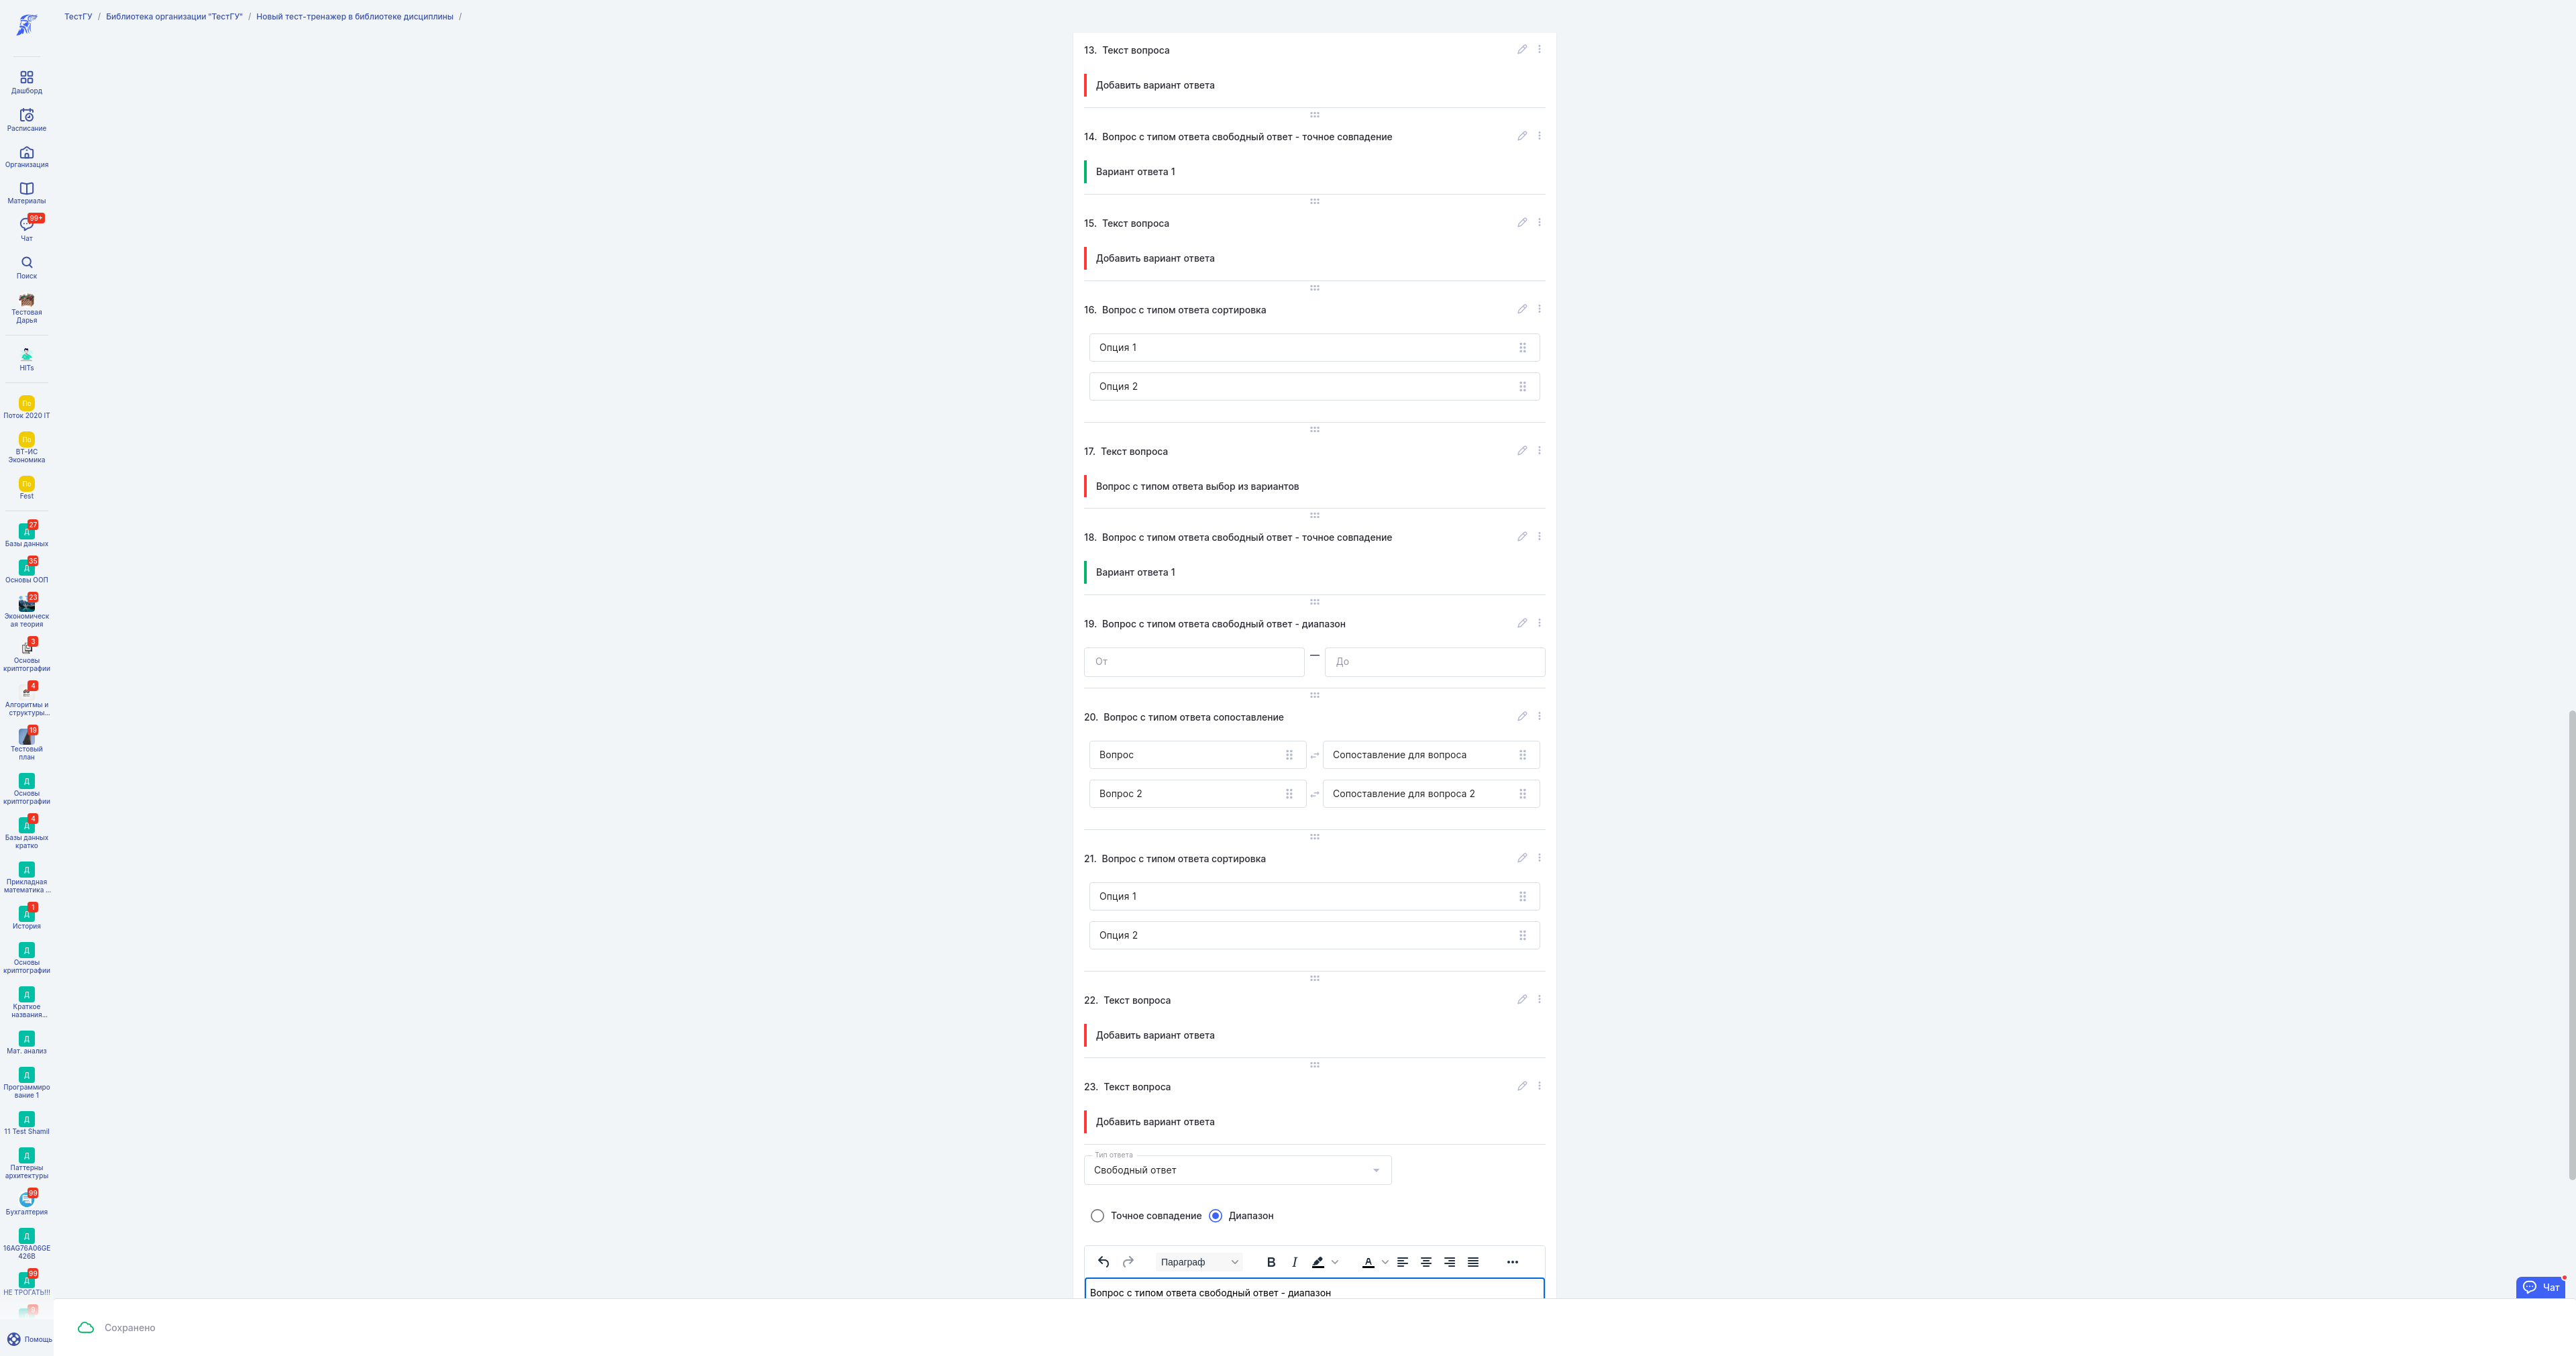 ТестГУ / Библиотека организации "ТестГУ" / Новый тест-тренажер в библиотеке дисциплины /
Дашборд
Расписание
Организация
Материалы
99+
Чат
Поиск
Тестовая
Дарья
HITs
По
Поток 2020 IT
По
ВТ-ИС
Экономика
По
Fest
27
Д
Базы данных
35
Д
Основы ООП
23
Экономическ
ая теория
3
Основы
криптографии
4
Алгоритмы и
структуры...
19
Тестовый
план
Д
Основы
криптографии
4
Д
Базы данных
кратко
Д
Прикладная
математика ...
1
Д
История
Д
Основы
криптографии
Д
Краткое
названия...
Д
Мат. анализ
Д
Программиро
вание 1
Д
11 Test Shamil
Д
Паттерны
архитектуры
99
Бухгалтерия
Д
16AG76A06GE
426B
99
Д
НЕ ТРОГАТЬ!!!
Помощь
13. Текст вопроса
Добавить вариант ответа
14. Вопрос с типом ответа свободный ответ - точное совпадение
Вариант ответа 1
15. Текст вопроса
Добавить вариант ответа
16. Вопрос с типом ответа сортировка
Опция 1
Опция 2
17. Текст вопроса
Вопрос с типом ответа выбор из вариантов
18. Вопрос с типом ответа свободный ответ - точное совпадение
Вариант ответа 1
19. Вопрос с типом ответа свободный ответ - диапазон
От — До
20. Вопрос с типом ответа сопоставление
Вопрос Сопоставление для вопроса
Вопрос 2 Сопоставление для вопроса 2
21. Вопрос с типом ответа сортировка
Опция 1
Опция 2
22. Текст вопроса
Добавить вариант ответа
23. Текст вопроса
Добавить вариант ответа
Тип ответа
Свободный ответ
Точное совпадение Диапазон
Параграф B I A
Вопрос с типом ответа свободный ответ - диапазон
Чат
Сохранено